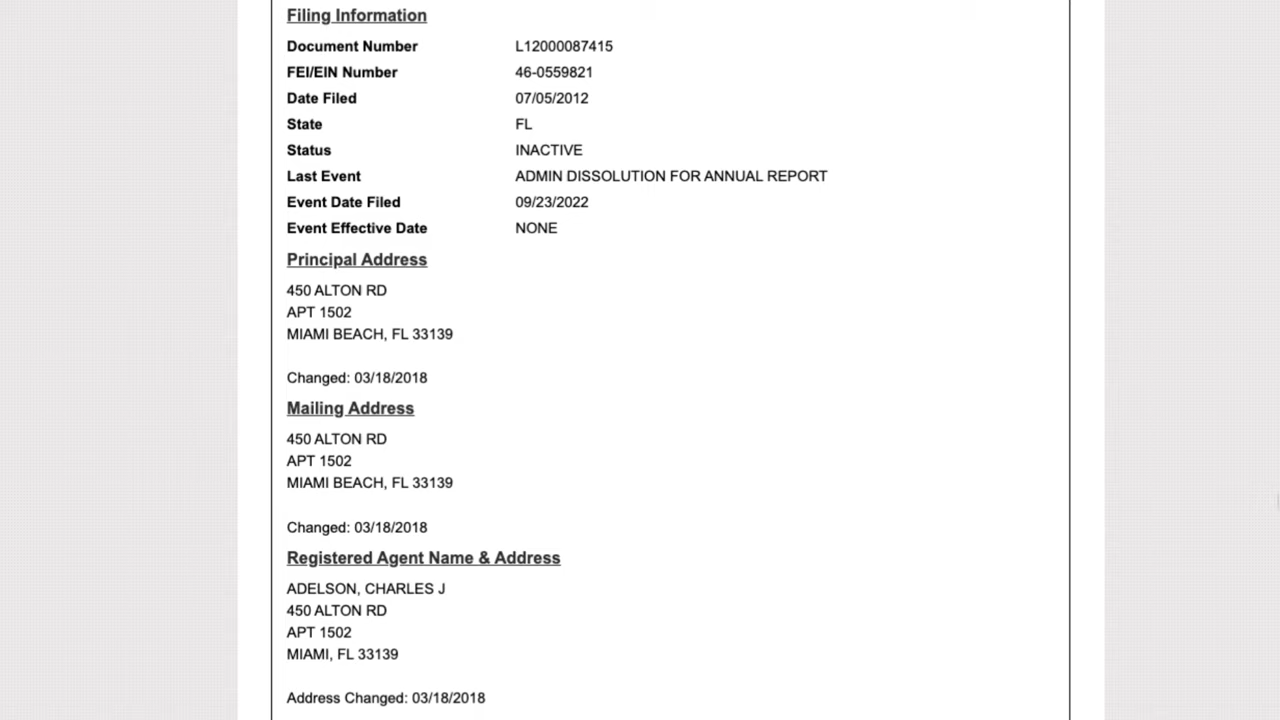 Filing Information
Document Number L12000087415
FEI/EIN Number 46-0559821
Date Filed 07/05/2012
State FL
Status INACTIVE
Last Event ADMIN DISSOLUTION FOR ANNUAL REPORT
Event Date Filed 09/23/2022
Event Effective Date NONE
Principal Address
450 ALTON RD
APT 1502
MIAMI BEACH, FL 33139
Changed: 03/18/2018
Mailing Address
450 ALTON RD
APT 1502
MIAMI BEACH, FL 33139
Changed: 03/18/2018
Registered Agent Name & Address
ADELSON, CHARLES J
450 ALTON RD
APT 1502
MIAMI, FL 33139
Address Changed: 03/18/2018